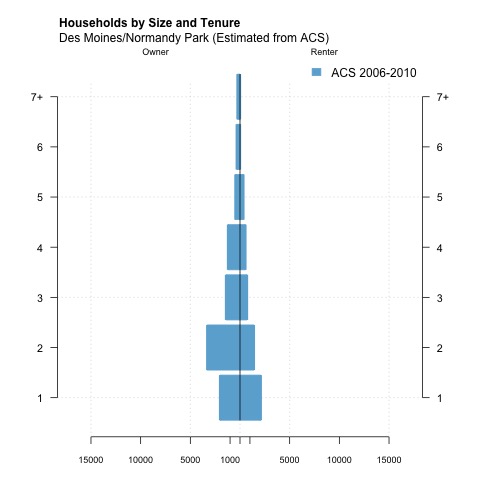 Households by Size and Tenure
Des Moines/Normandy Park (Estimated from ACS)
Owner Renter
ACS 2006-2010
7+ 7+
6 6
5 5
4 4
3 3
2 2
1 1
15000 10000 5000 1000 5000 10000 15000